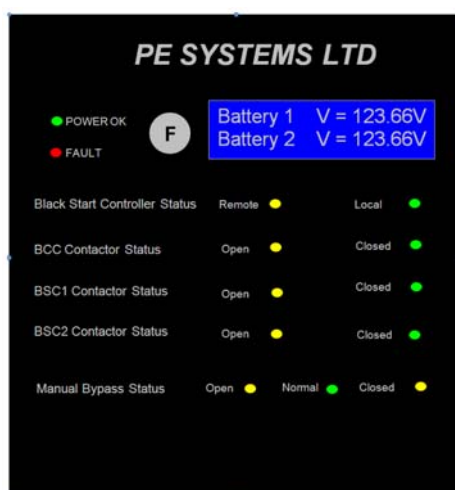 PE SYSTEMS LTD
POWER OK
FAULT
F
Battery 1 V = 123.66V
Battery 2 V = 123.66V
Black Start Controller Status Remote Local
BCC Contactor Status Open Closed
BSC1 Contactor Status Open Closed
BSC2 Contactor Status Open Closed
Manual Bypass Status Open Normal Closed